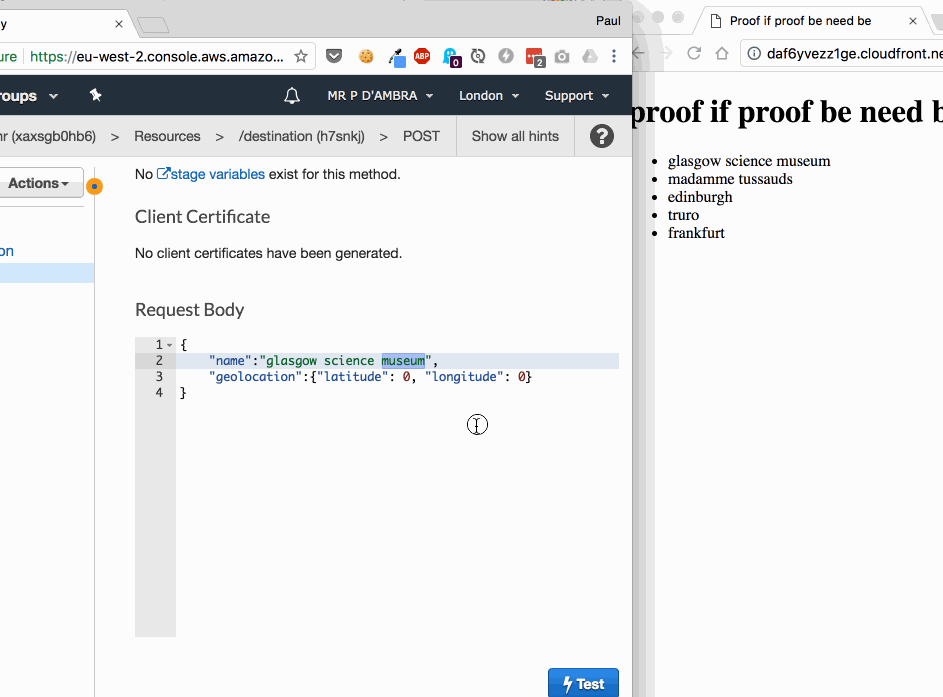 y
Paul
ure
https://eu-west-2.console.aws.amazo...
ABP
0
2
roups
MR P D'AMBRA
London
Support
nr (xaxsgb0hb6) > Resources > /destination (h7snkj) > POST
Show all hints
?
Actions
on
No stage variables exist for this method.
Client Certificate
No client certificates have been generated.
Request Body
1 {
2 "name":"glasgow science museum",
3 "geolocation":{"latitude": 0, "longitude": 0}
4 }
Test
Proof if proof be need be
daf6yvezz1ge.cloudfront.ne
proof if proof be need b
• glasgow science museum
• madamme tussauds
• edinburgh
• truro
• frankfurt